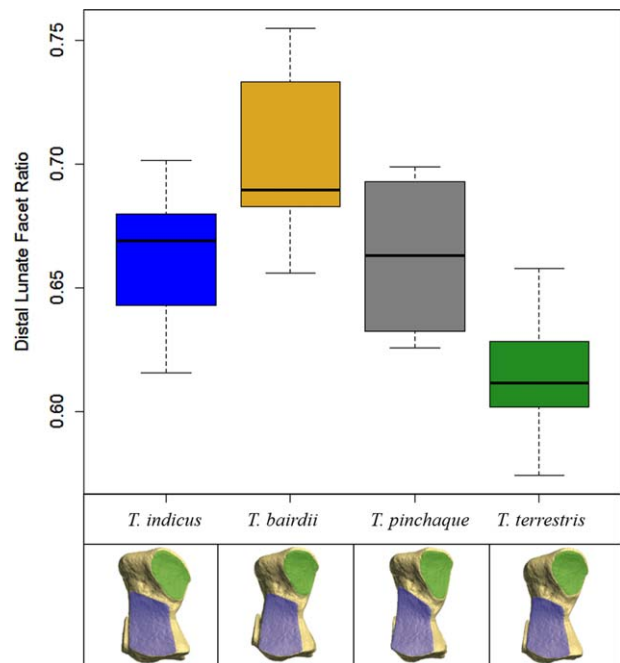 Distal Lunate Facet Ratio
0.75
0.70
0.65
0.60
T. indicus T. bairdii T. pinchaque T. terrestris